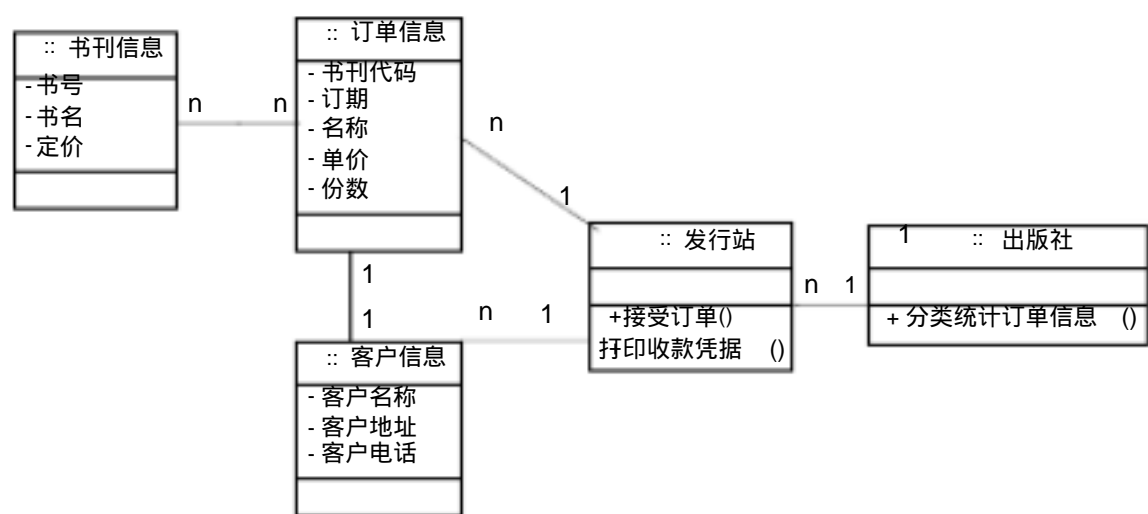 :: 书刊信息
- 书号
- 书名
- 定价
n
n
:: 订单信息
- 书刊代码
- 订期
- 名称
- 单价
- 份数
n
1
1
1
n
1
:: 客户信息
- 客户名称
- 客户地址
- 客户电话
:: 发行站
+接受订单()
打印收款凭据 ()
n
1
1
:: 出版社
+ 分类统计订单信息 ()